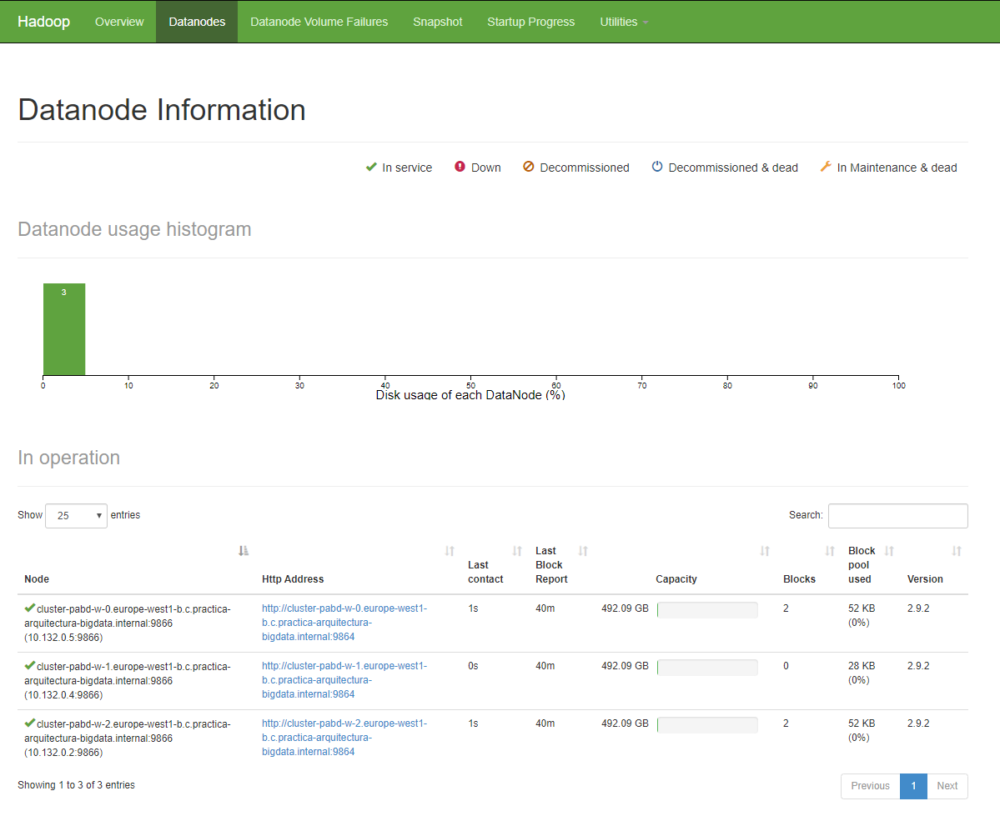 Hadoop Overview Datanodes Datanode Volume Failures Snapshot Startup Progress Utilities
Datanode Information
In service Down Decommissioned Decommissioned & dead In Maintenance & dead
Datanode usage histogram
3
0 10 20 30 40 50 60 70 80 90 100
Disk usage of each DataNode (%)
In operation
Show 25 entries Search:
Node Http Address Last contact Last Block Report Capacity Blocks Block pool used Version
cluster-pabd-w-0.europe-west1-b.c.practica- http://cluster-pabd-w-0.europe-west1- 1s 40m 492.09 GB 2 52 KB 2.9.2
arquitectura-bigdata.internal:9866 b.c.practica-arquitectura- (0%)
(10.132.0.5:9866) bigdata.internal:9864
cluster-pabd-w-1.europe-west1-b.c.practica- http://cluster-pabd-w-1.europe-west1- 0s 40m 492.09 GB 0 28 KB 2.9.2
arquitectura-bigdata.internal:9866 b.c.practica-arquitectura- (0%)
(10.132.0.4:9866) bigdata.internal:9864
cluster-pabd-w-2.europe-west1-b.c.practica- http://cluster-pabd-w-2.europe-west1- 1s 40m 492.09 GB 2 52 KB 2.9.2
arquitectura-bigdata.internal:9866 b.c.practica-arquitectura- (0%)
(10.132.0.2:9866) bigdata.internal:9864
Showing 1 to 3 of 3 entries Previous 1 Next